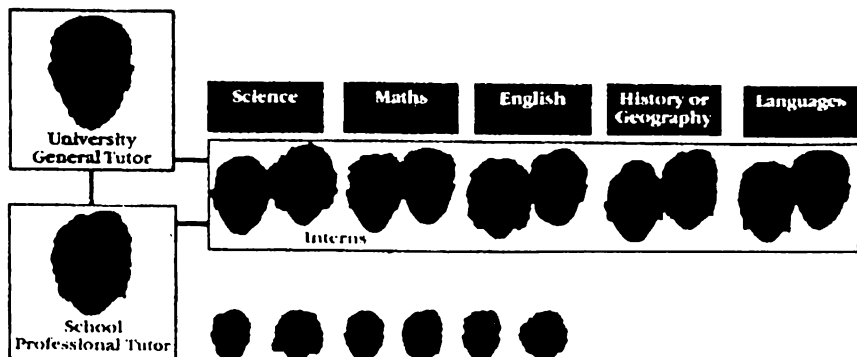 University
General Tutor
Science
Maths
English
History or
Geography
Languages
Interns
School
Professional Tutor